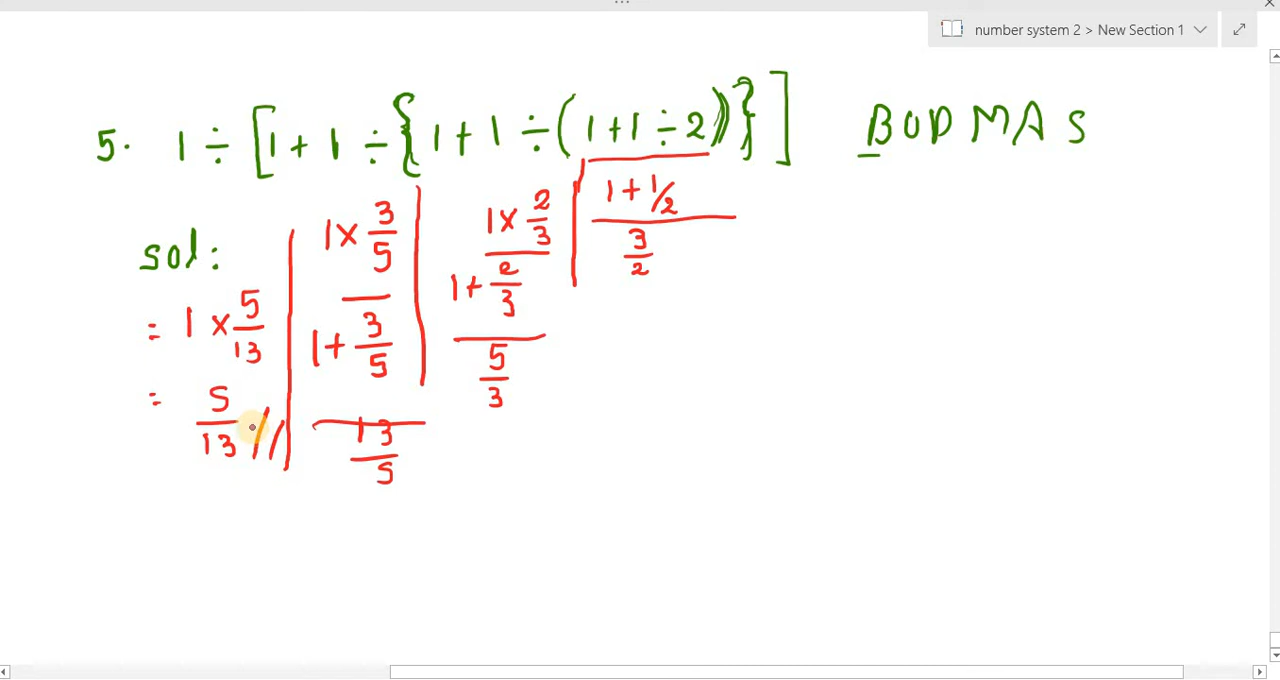 number system 2 > New Section 1
5. 1 ÷ [1 + 1 ÷ {1 + 1 ÷ (1 + 1 ÷ 2)}] BODMAS
sol:
= 1 × 5/13
= 5/13 //
1 × 3/5
1 + 3/5
13/5
1 × 2/3
1 + 2/3
5/3
1 + 1/2
3/2